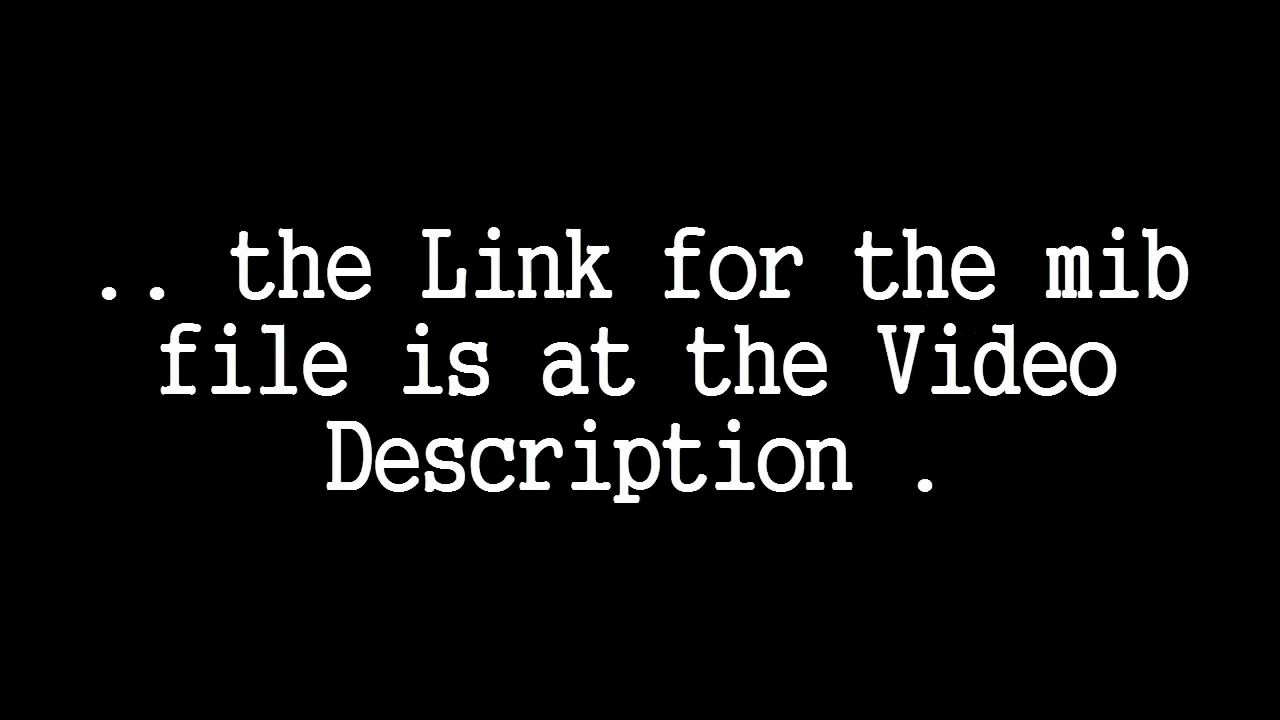 .. the Link for the mib
file is at the Video
Description .